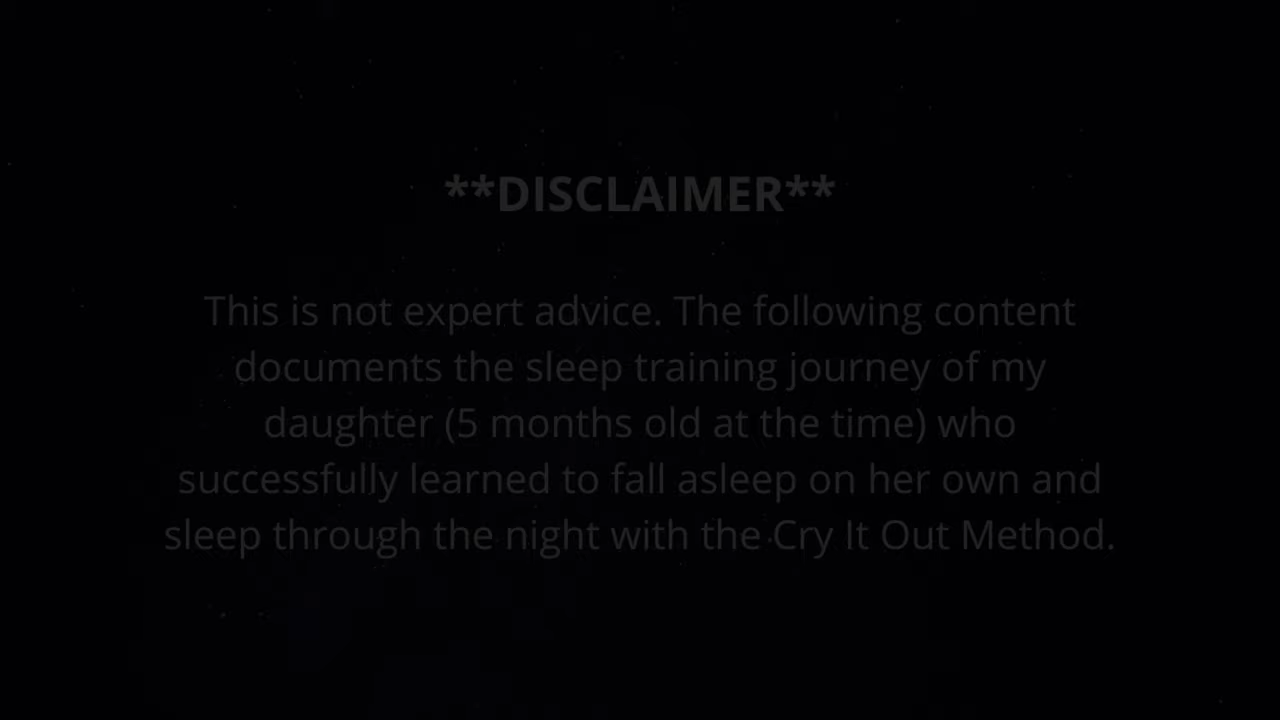 **DISCLAIMER**
This is not expert advice. The following content
documents the sleep training journey of my
daughter (5 months old at the time) who
successfully learned to fall asleep on her own and
sleep through the night with the Cry It Out Method.